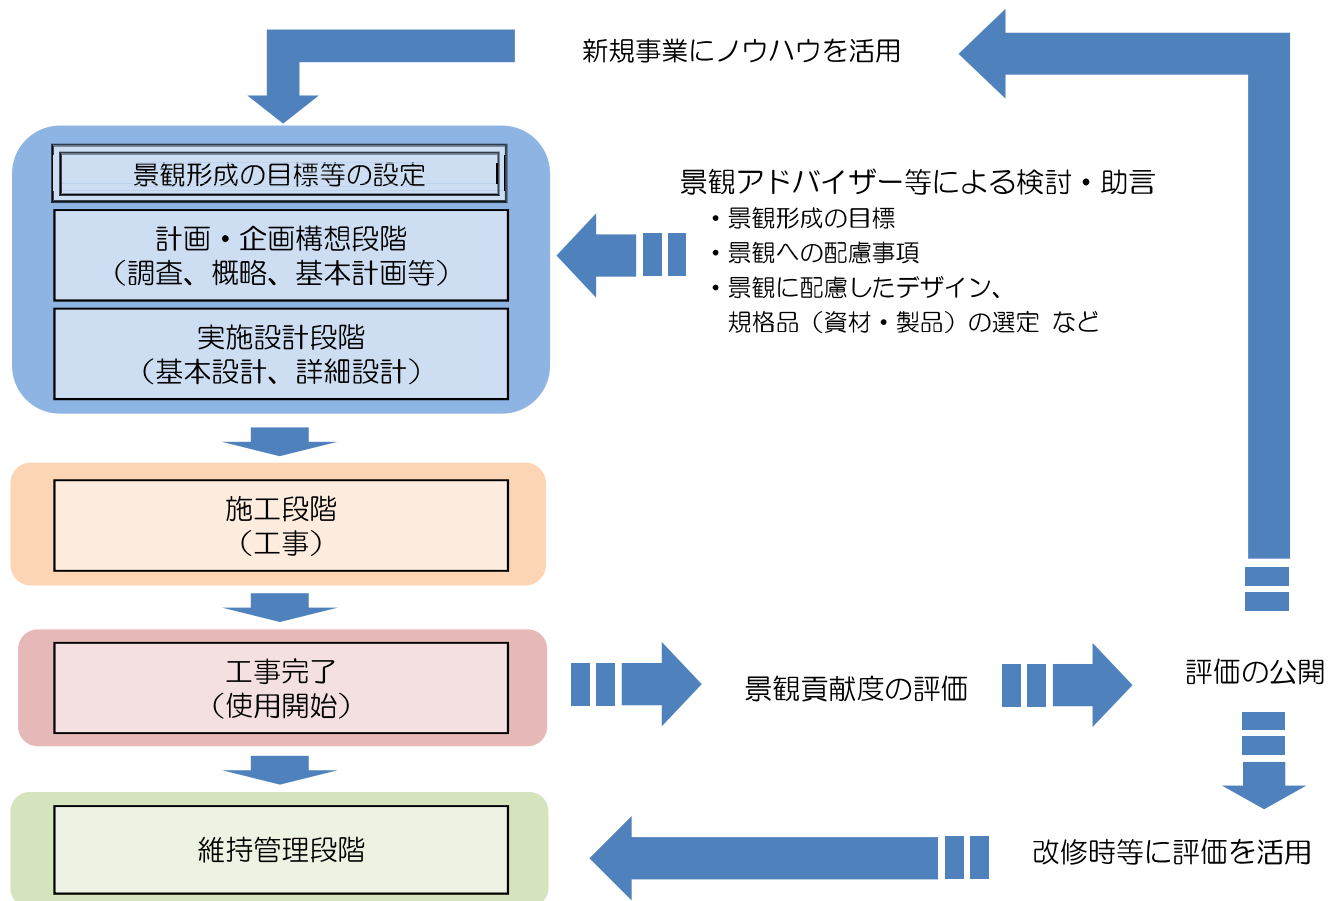 新規事業にノウハウを活用
景観形成の目標等の設定
計画・企画構想段階
（調査、概略、基本計画等）
実施設計段階
（基本設計、詳細設計）
景観アドバイザー等による検討・助言
・景観形成の目標
・景観への配慮事項
・景観に配慮したデザイン、
規格品（資材・製品）の選定 など
施工段階
（工事）
工事完了
（使用開始）
景観貢献度の評価
評価の公開
維持管理段階
改修時等に評価を活用